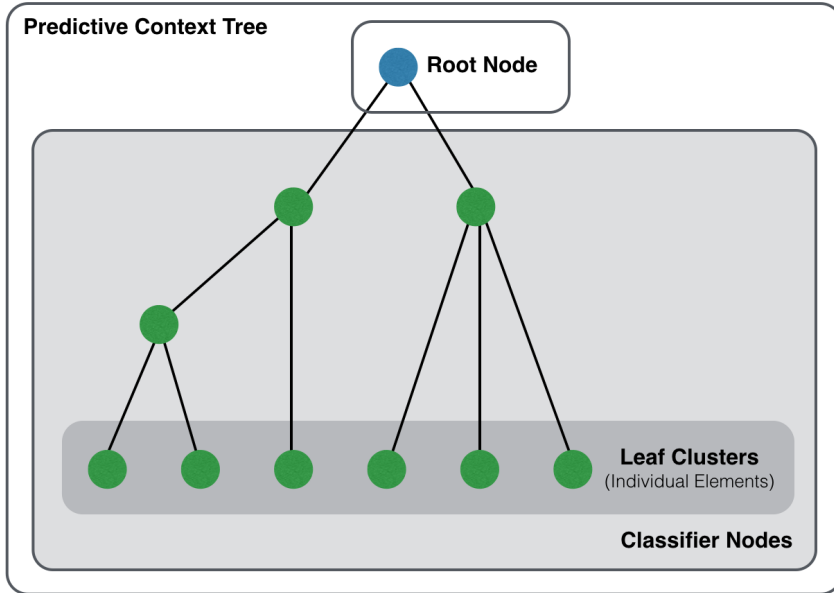 Predictive Context Tree
Root Node
Leaf Clusters
(Individual Elements)
Classifier Nodes